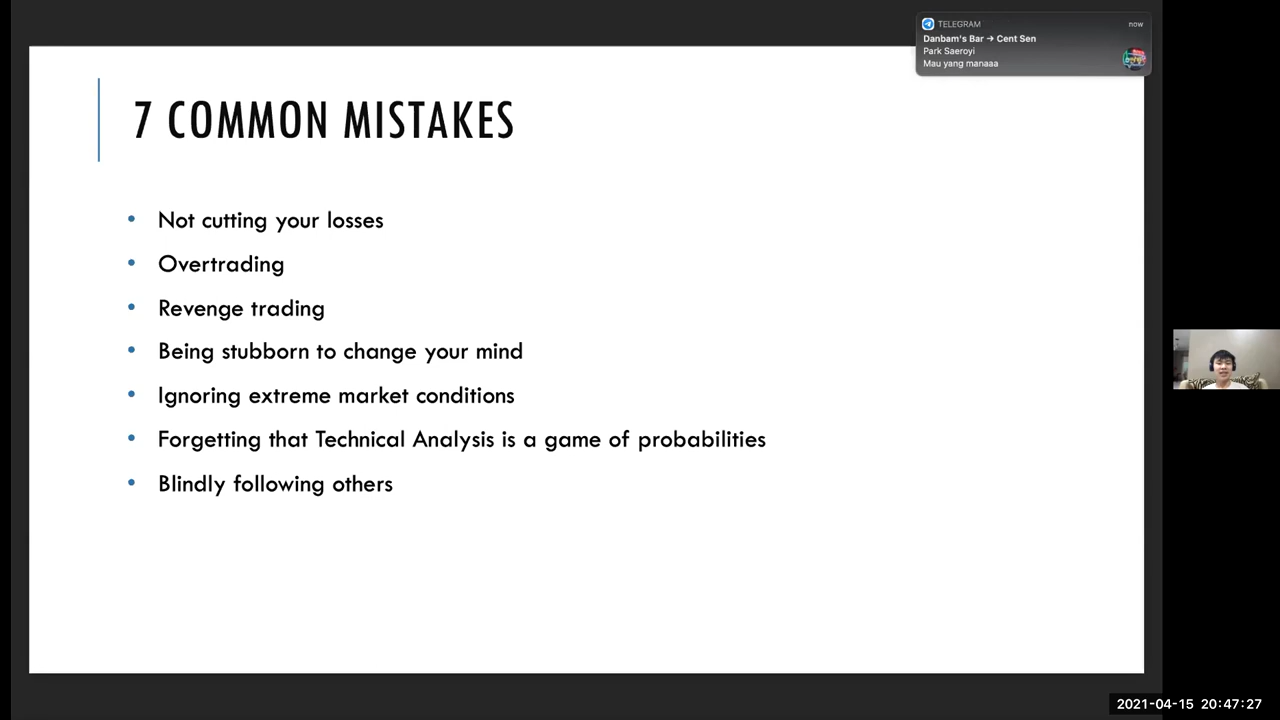 TELEGRAM
now
Danbam's Bar → Cent Sen
Park Saeroyi
Mau yang manaaa
7 COMMON MISTAKES
• Not cutting your losses
• Overtrading
• Revenge trading
• Being stubborn to change your mind
• Ignoring extreme market conditions
• Forgetting that Technical Analysis is a game of probabilities
• Blindly following others
2021-04-15 20:47:27